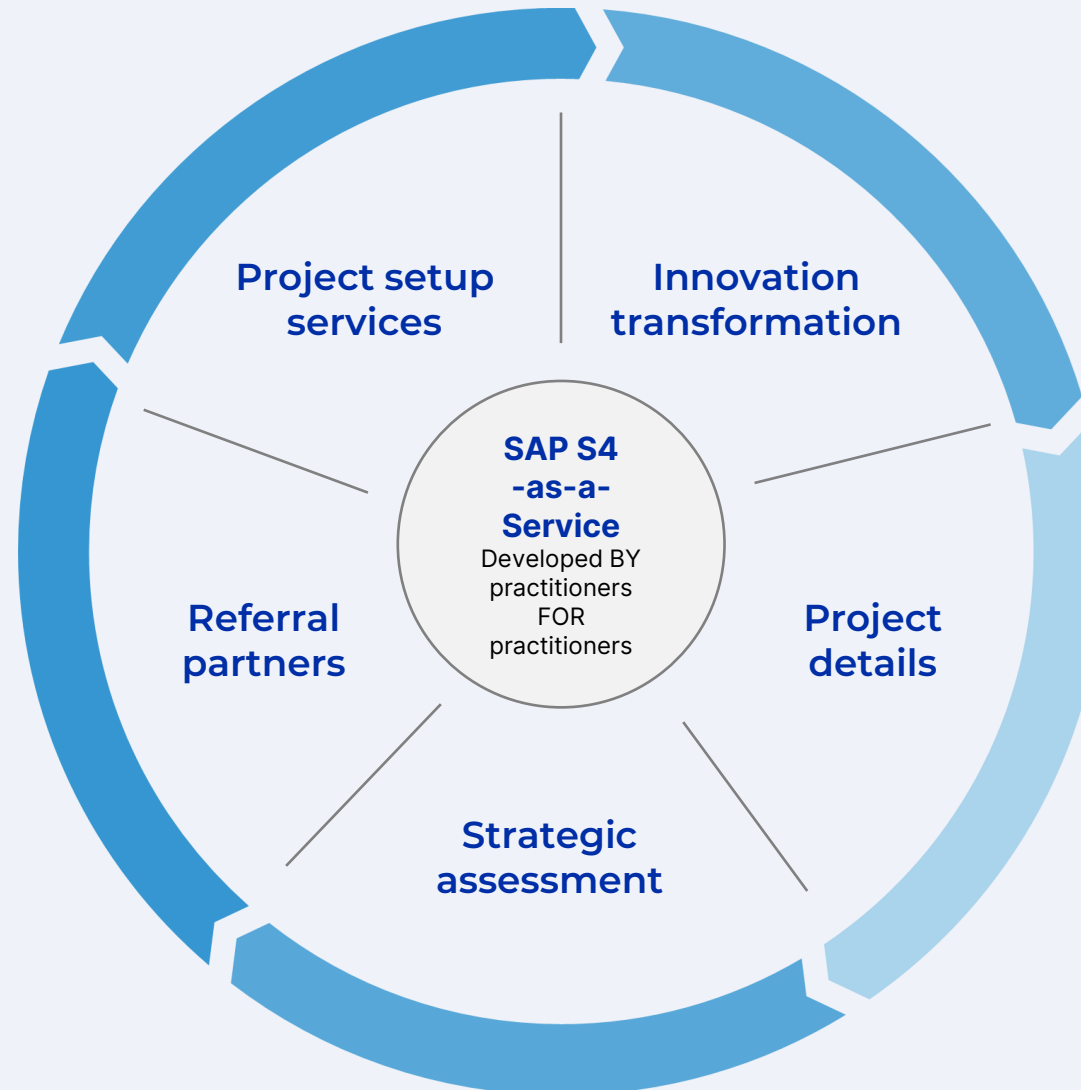 Project setup
services
Innovation
transformation
SAP S4
-as-a-
Service
Developed BY
practitioners
FOR
practitioners
Referral
partners
Project
details
Strategic
assessment